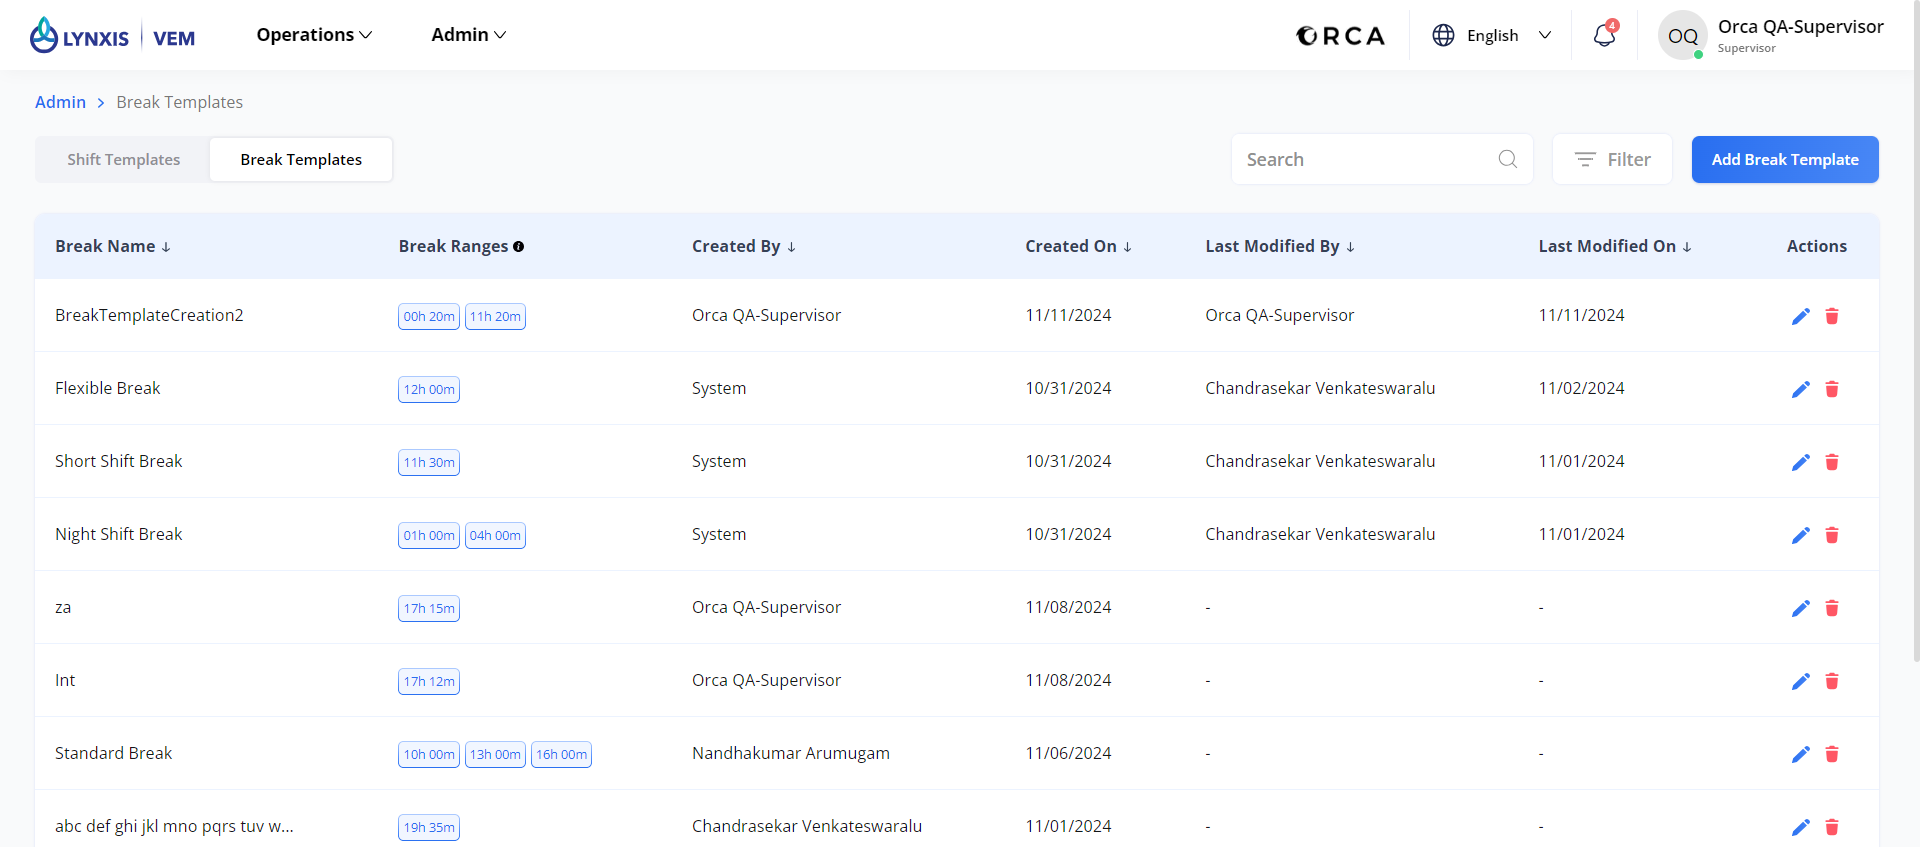 LYNXIS VEM Operations Admin ORCA English 4 OQ Orca QA-Supervisor
Supervisor
Admin > Break Templates
Shift Templates Break Templates Search Filter Add Break Template
Break Name ↓ Break Ranges Created By ↓ Created On ↓ Last Modified By ↓ Last Modified On ↓ Actions
BreakTemplateCreation2 00h 20m 11h 20m Orca QA-Supervisor 11/11/2024 Orca QA-Supervisor 11/11/2024
Flexible Break 12h 00m System 10/31/2024 Chandrasekar Venkateswaralu 11/02/2024
Short Shift Break 11h 30m System 10/31/2024 Chandrasekar Venkateswaralu 11/01/2024
Night Shift Break 01h 00m 04h 00m System 10/31/2024 Chandrasekar Venkateswaralu 11/01/2024
za 17h 15m Orca QA-Supervisor 11/08/2024 - -
Int 17h 12m Orca QA-Supervisor 11/08/2024 - -
Standard Break 10h 00m 13h 00m 16h 00m Nandhakumar Arumugam 11/06/2024 - -
abc def ghi jkl mno pqrs tuv w... 19h 35m Chandrasekar Venkateswaralu 11/01/2024 - -